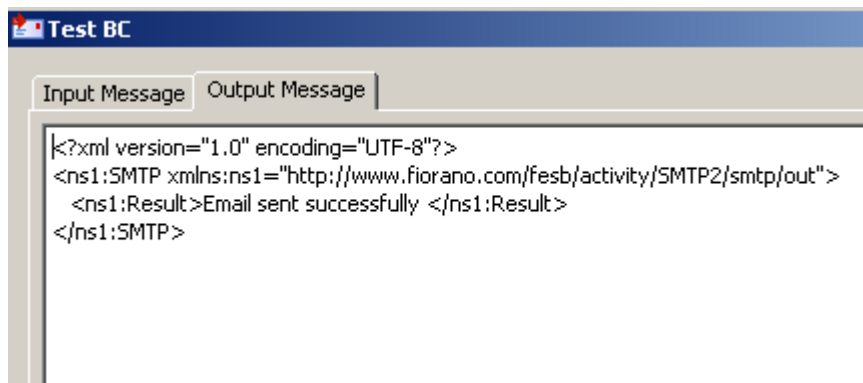 Test BC
Input Message Output Message
<?xml version="1.0" encoding="UTF-8"?>
<ns1:SMTP xmlns:ns1="http://www.fiorano.com/fesb/activity/SMTP2/smtp/out">
<ns1:Result>Email sent successfully </ns1:Result>
</ns1:SMTP>